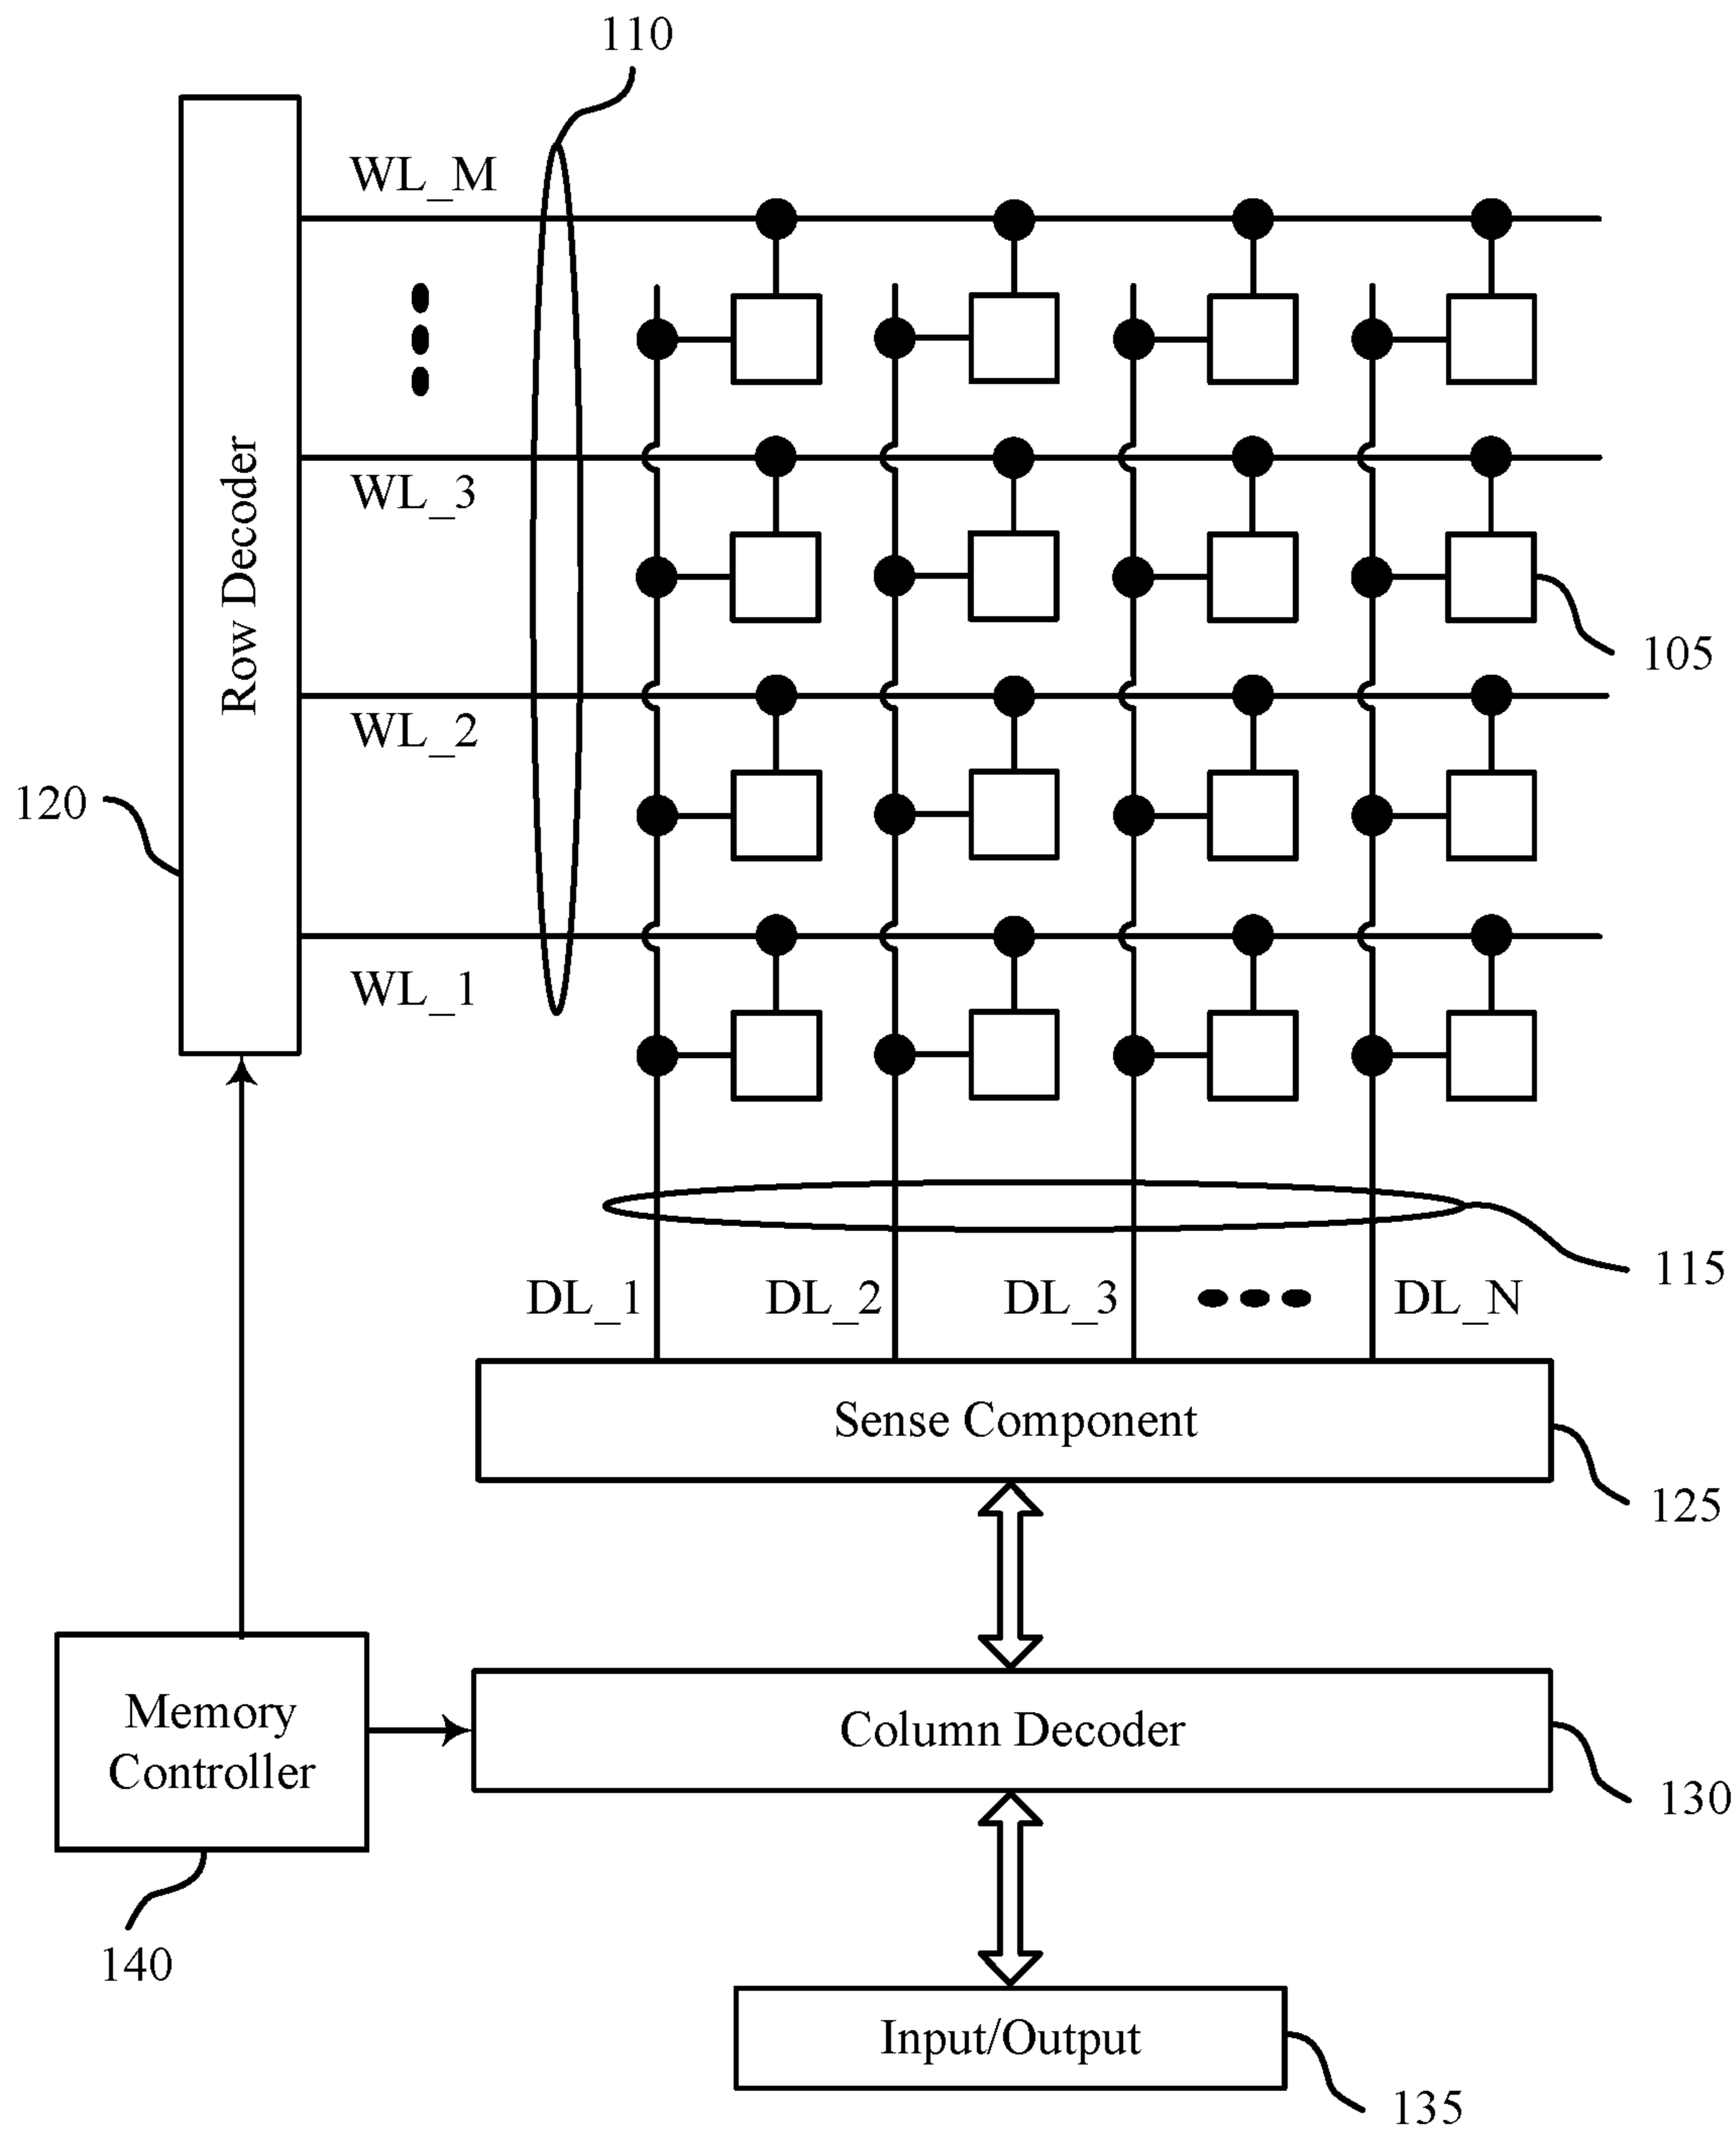 110
WL_M
WL_3
Row Decoder
105
WL_2
120
WL_1
115
DL_1 DL_2 DL_3 DL_N
Sense Component
125
Memory
Controller
Column Decoder
130
140
Input/Output
135